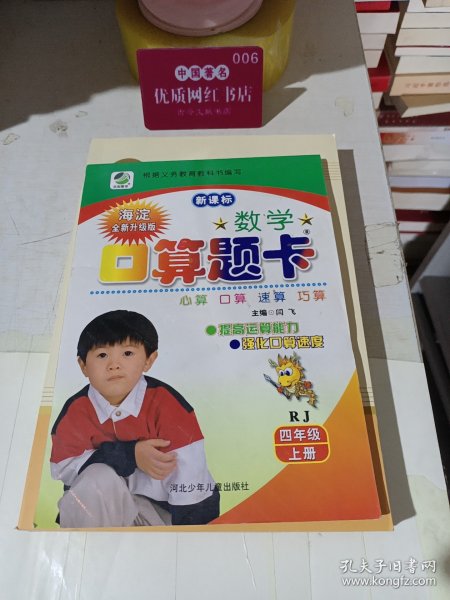 006
中国著名
优质网红书店
根据义务教育教科书编写
新课标
海淀
全新升级版
数学
口算题卡
心算 口算 速算 巧算
主编◎闫飞
提高运算能力
强化口算速度
RJ
四年级
上册
河北少年儿童出版社
孔夫子旧书网
www.kongfz.com